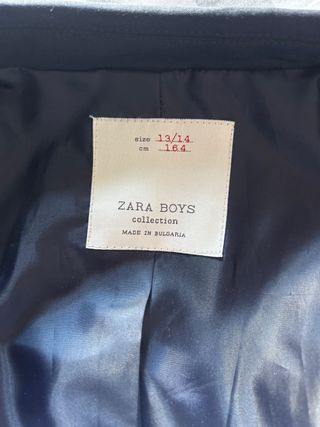 size 13/14
cm 164
ZARA BOYS
collection
MADE IN BULGARIA